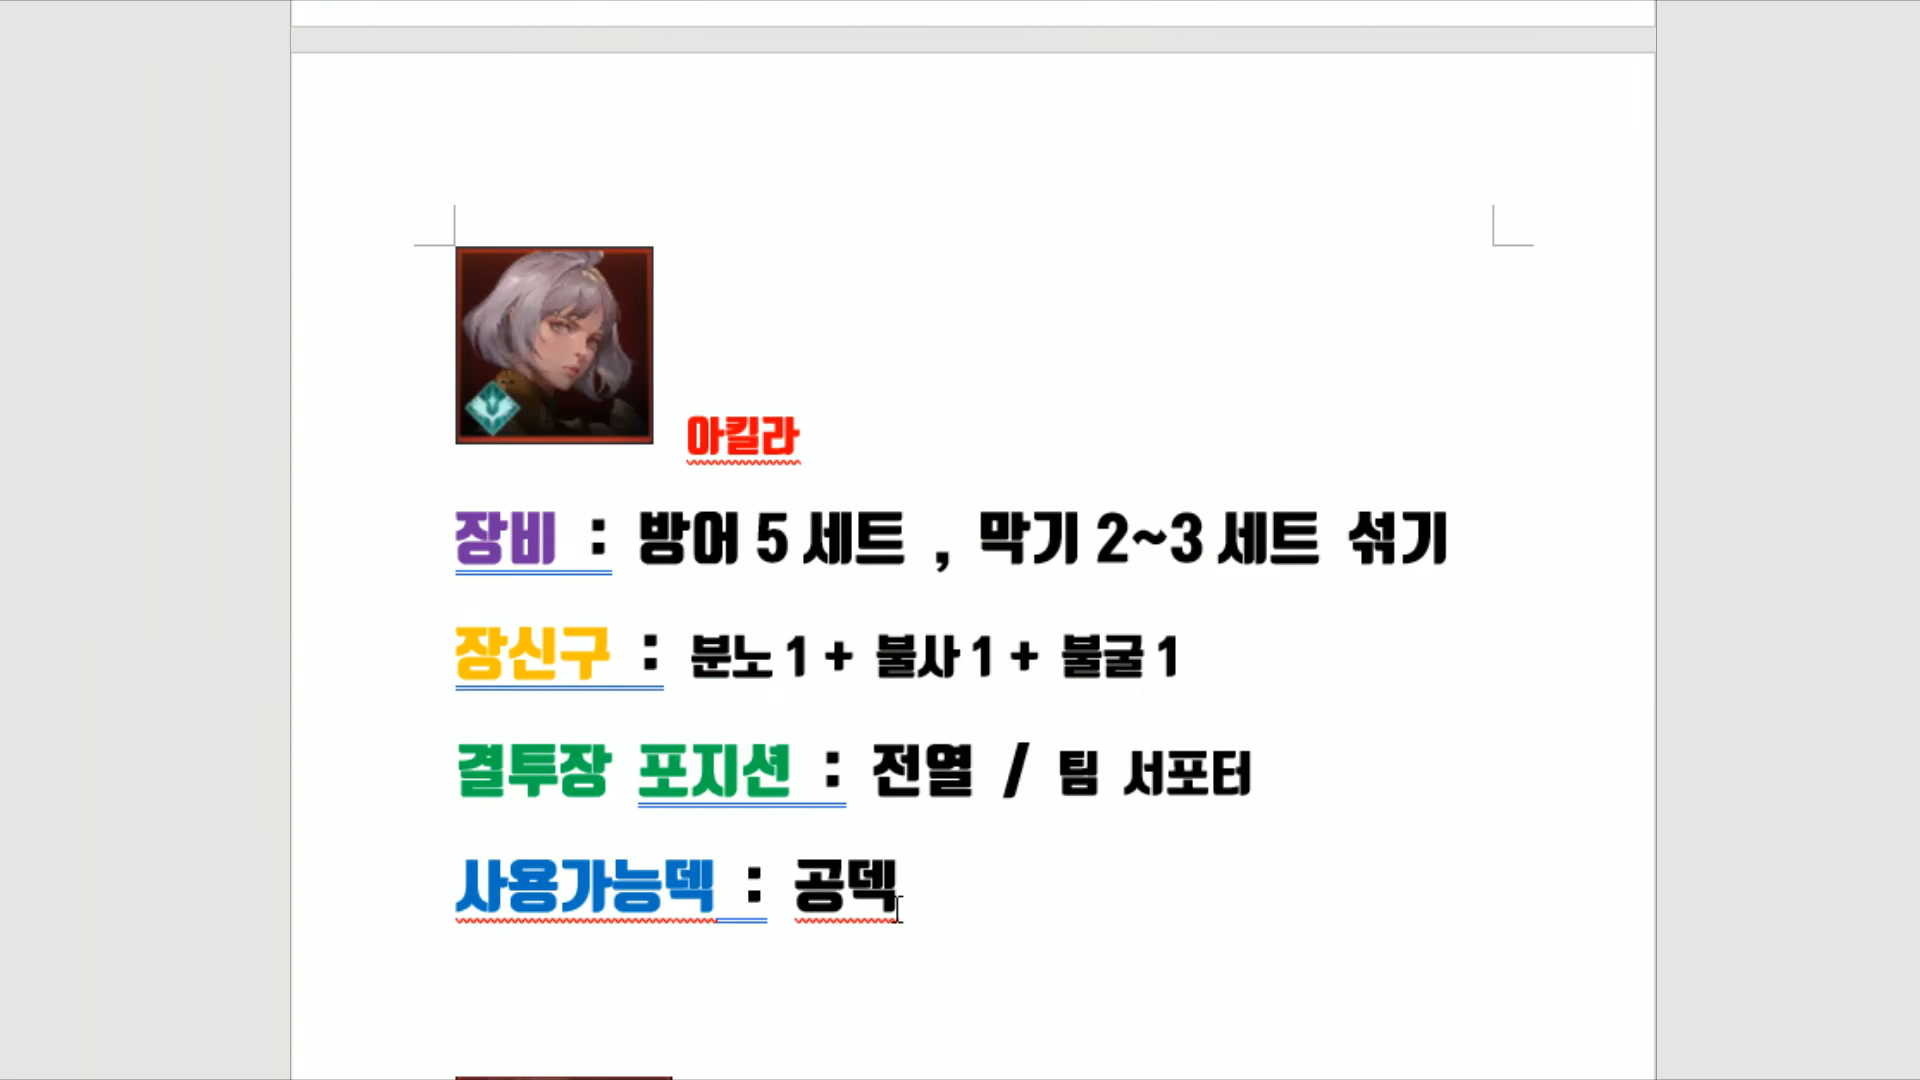 아킬라
장비 : 방어 5 세트 , 막기 2~3 세트 섞기
장신구 : 분노 1 + 불사 1 + 불굴 1
결투장 포지션 : 전열 / 팀 서포터
사용가능덱 : 공덱